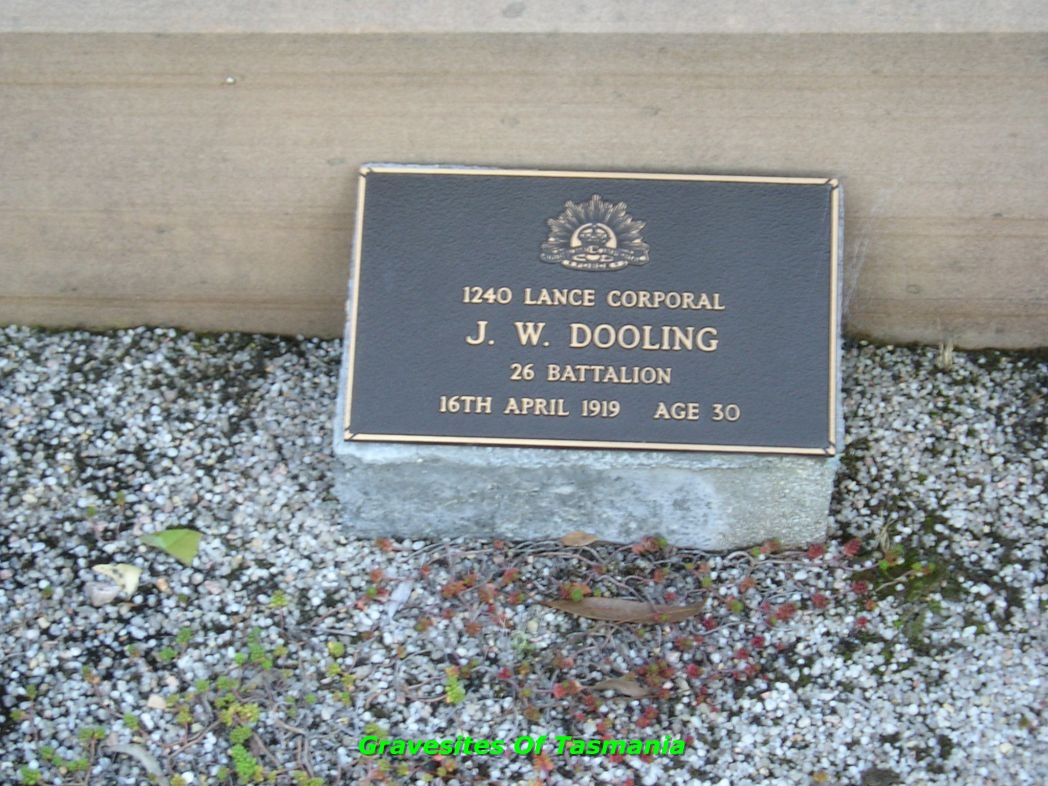 1240 LANCE CORPORAL
J. W. DOOLING
26 BATTALION
16TH APRIL 1919 AGE 30
Gravesites Of Tasmania